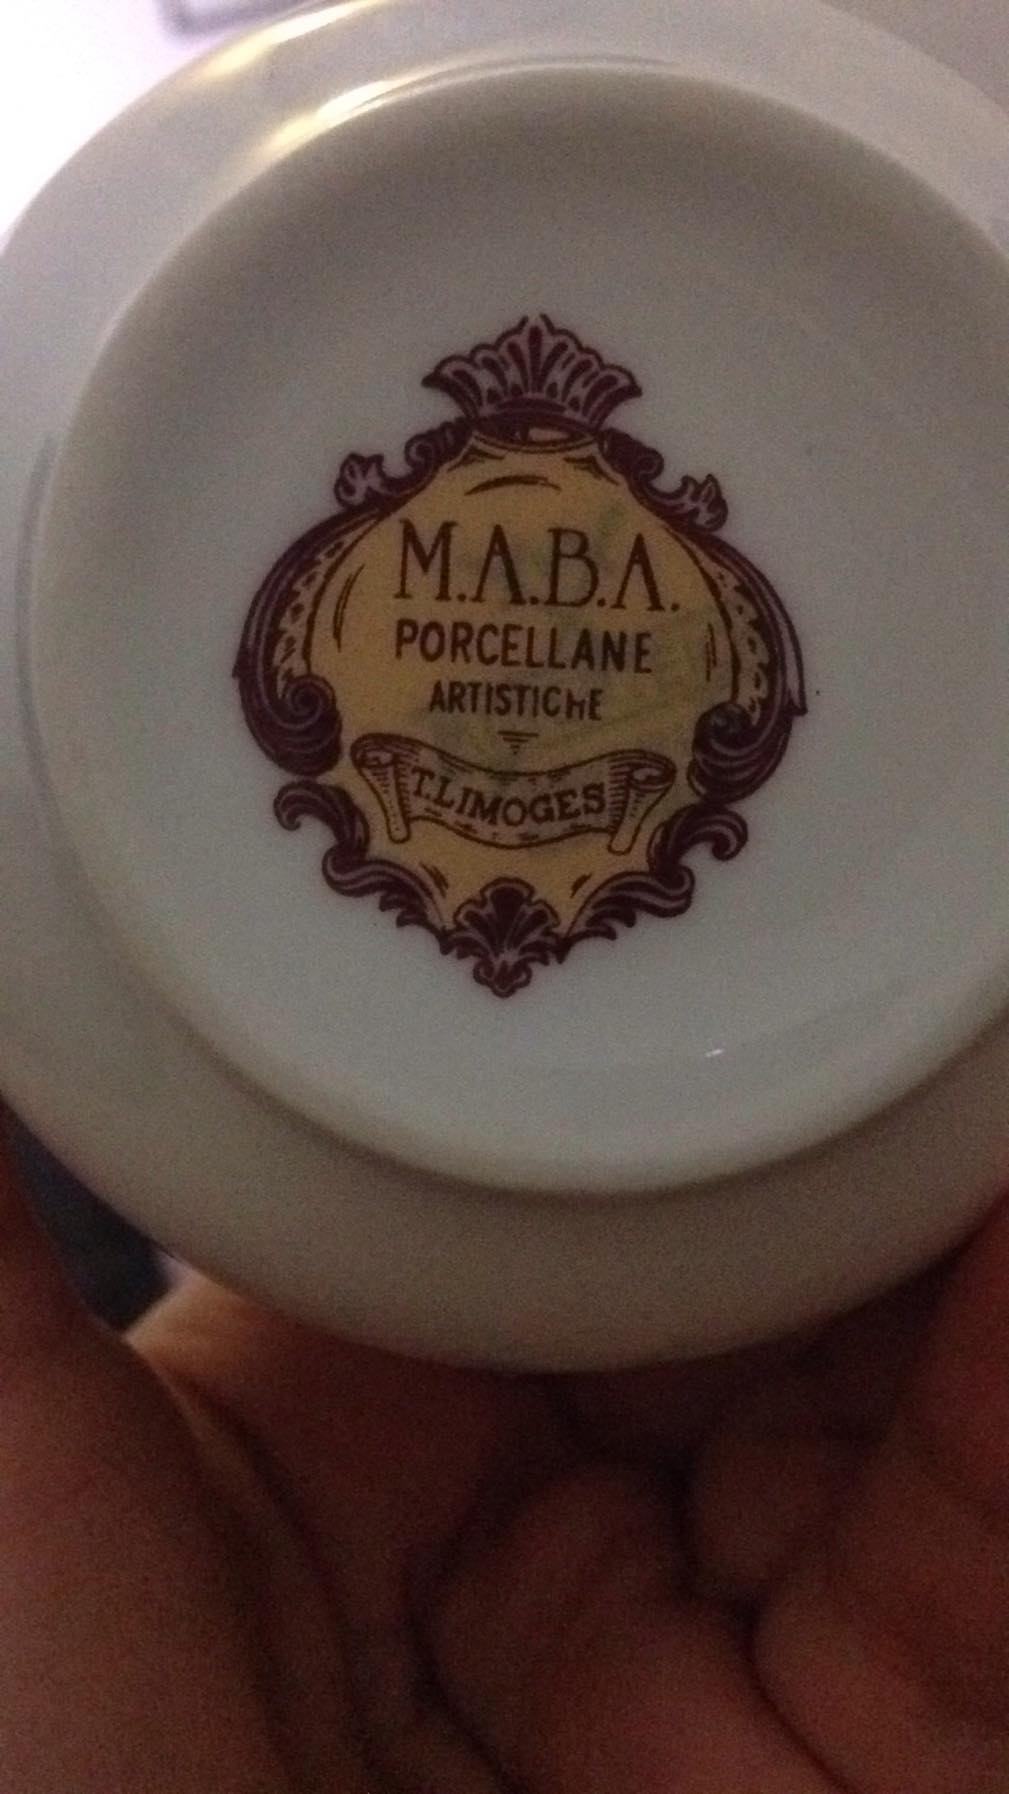 M.A.B.A.
PORCELLANE
ARTISTICHE
T.LIMOGES